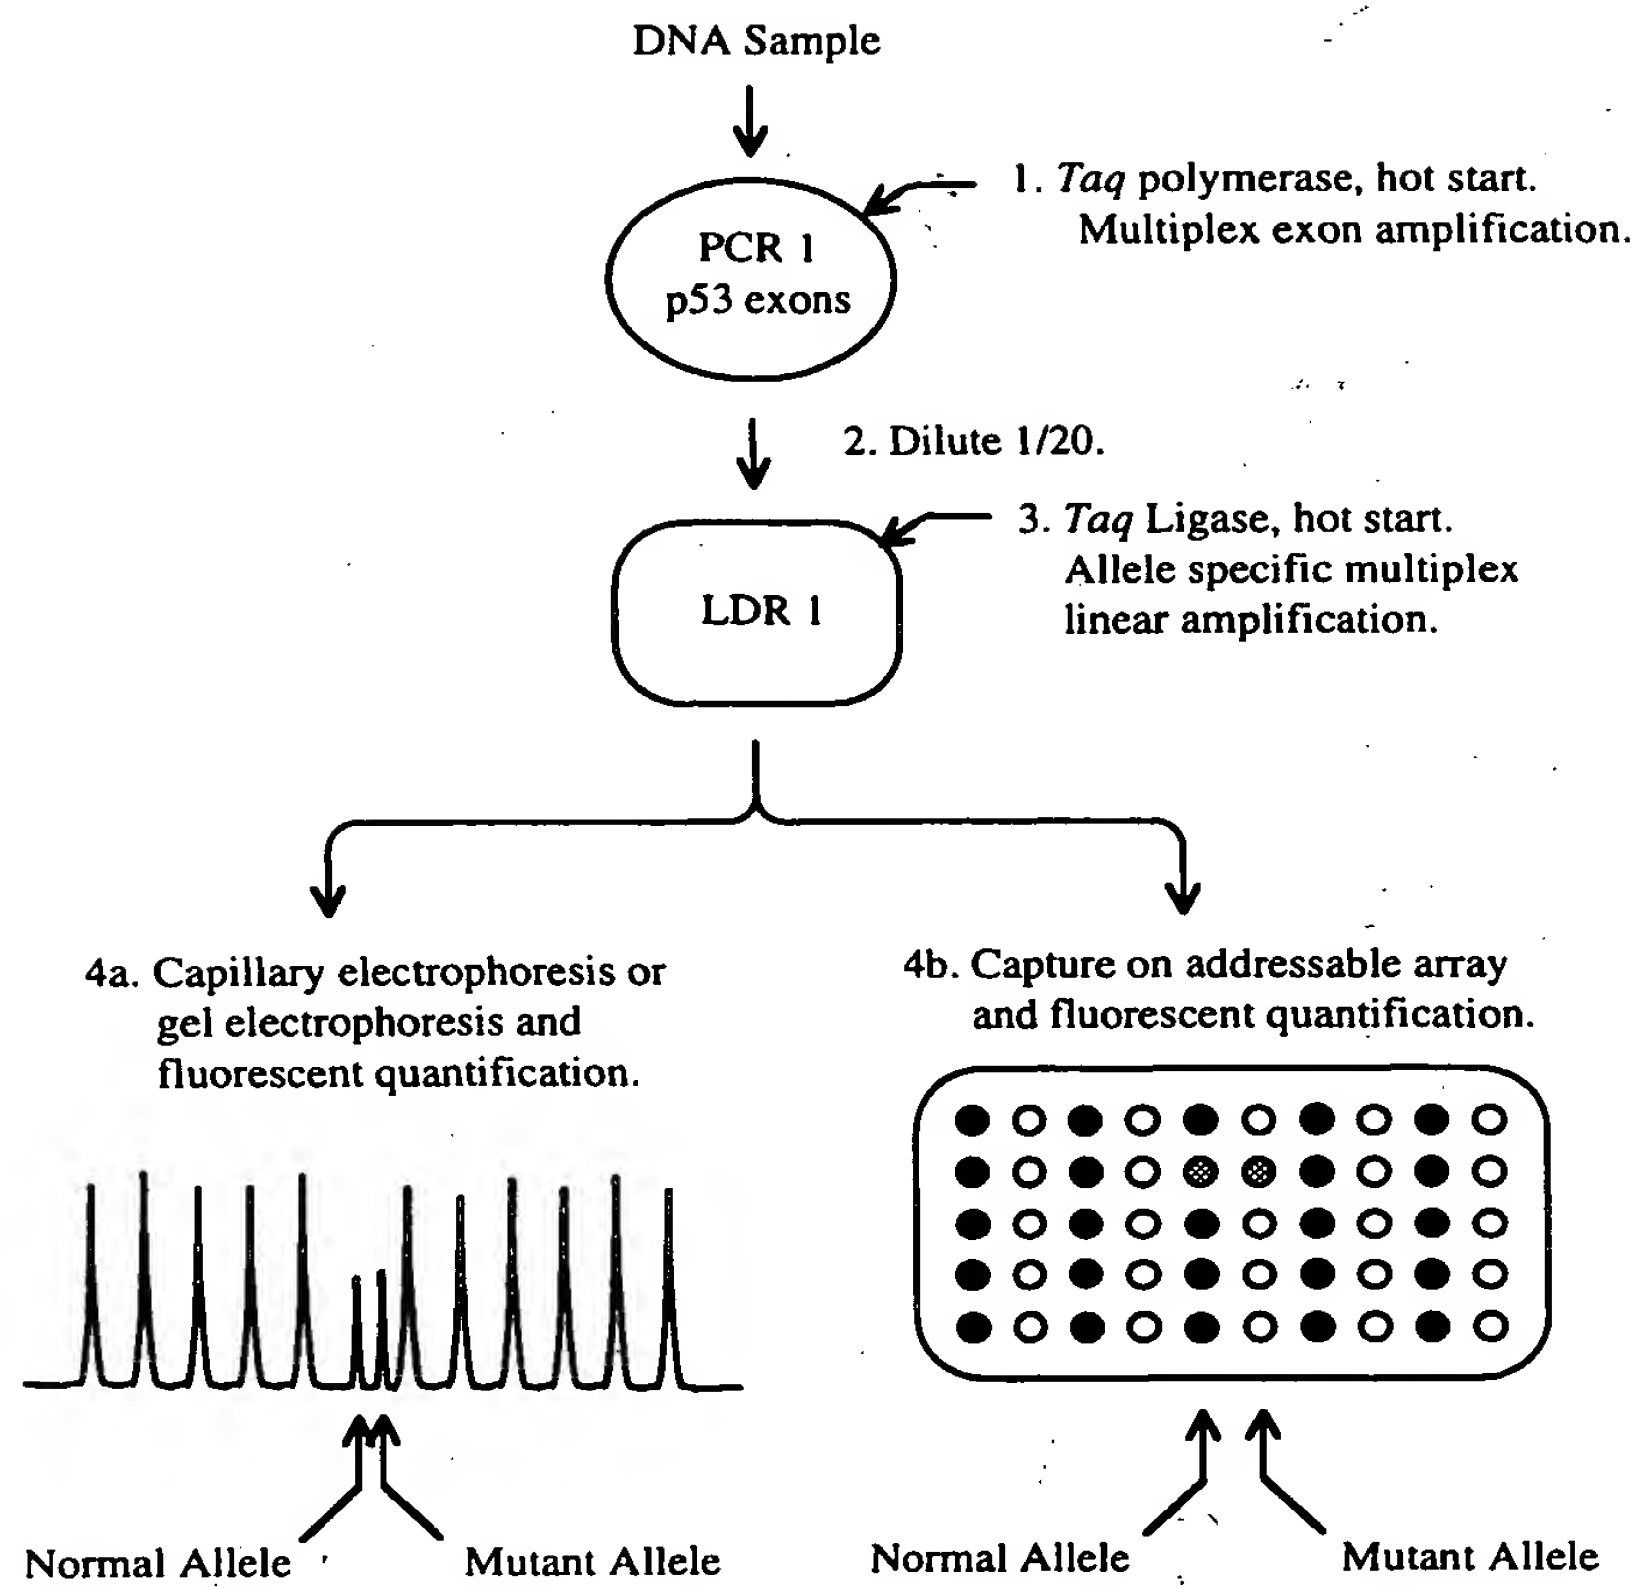 DNA Sample
1. Taq polymerase, hot start.
Multiplex exon amplification.
PCR 1
p53 exons
2. Dilute 1/20.
3. Taq Ligase, hot start.
Allele specific multiplex
linear amplification.
LDR 1
4a. Capillary electrophoresis or
gel electrophoresis and
fluorescent quantification.
4b. Capture on addressable array
and fluorescent quantification.
Normal Allele
Mutant Allele
Normal Allele
Mutant Allele